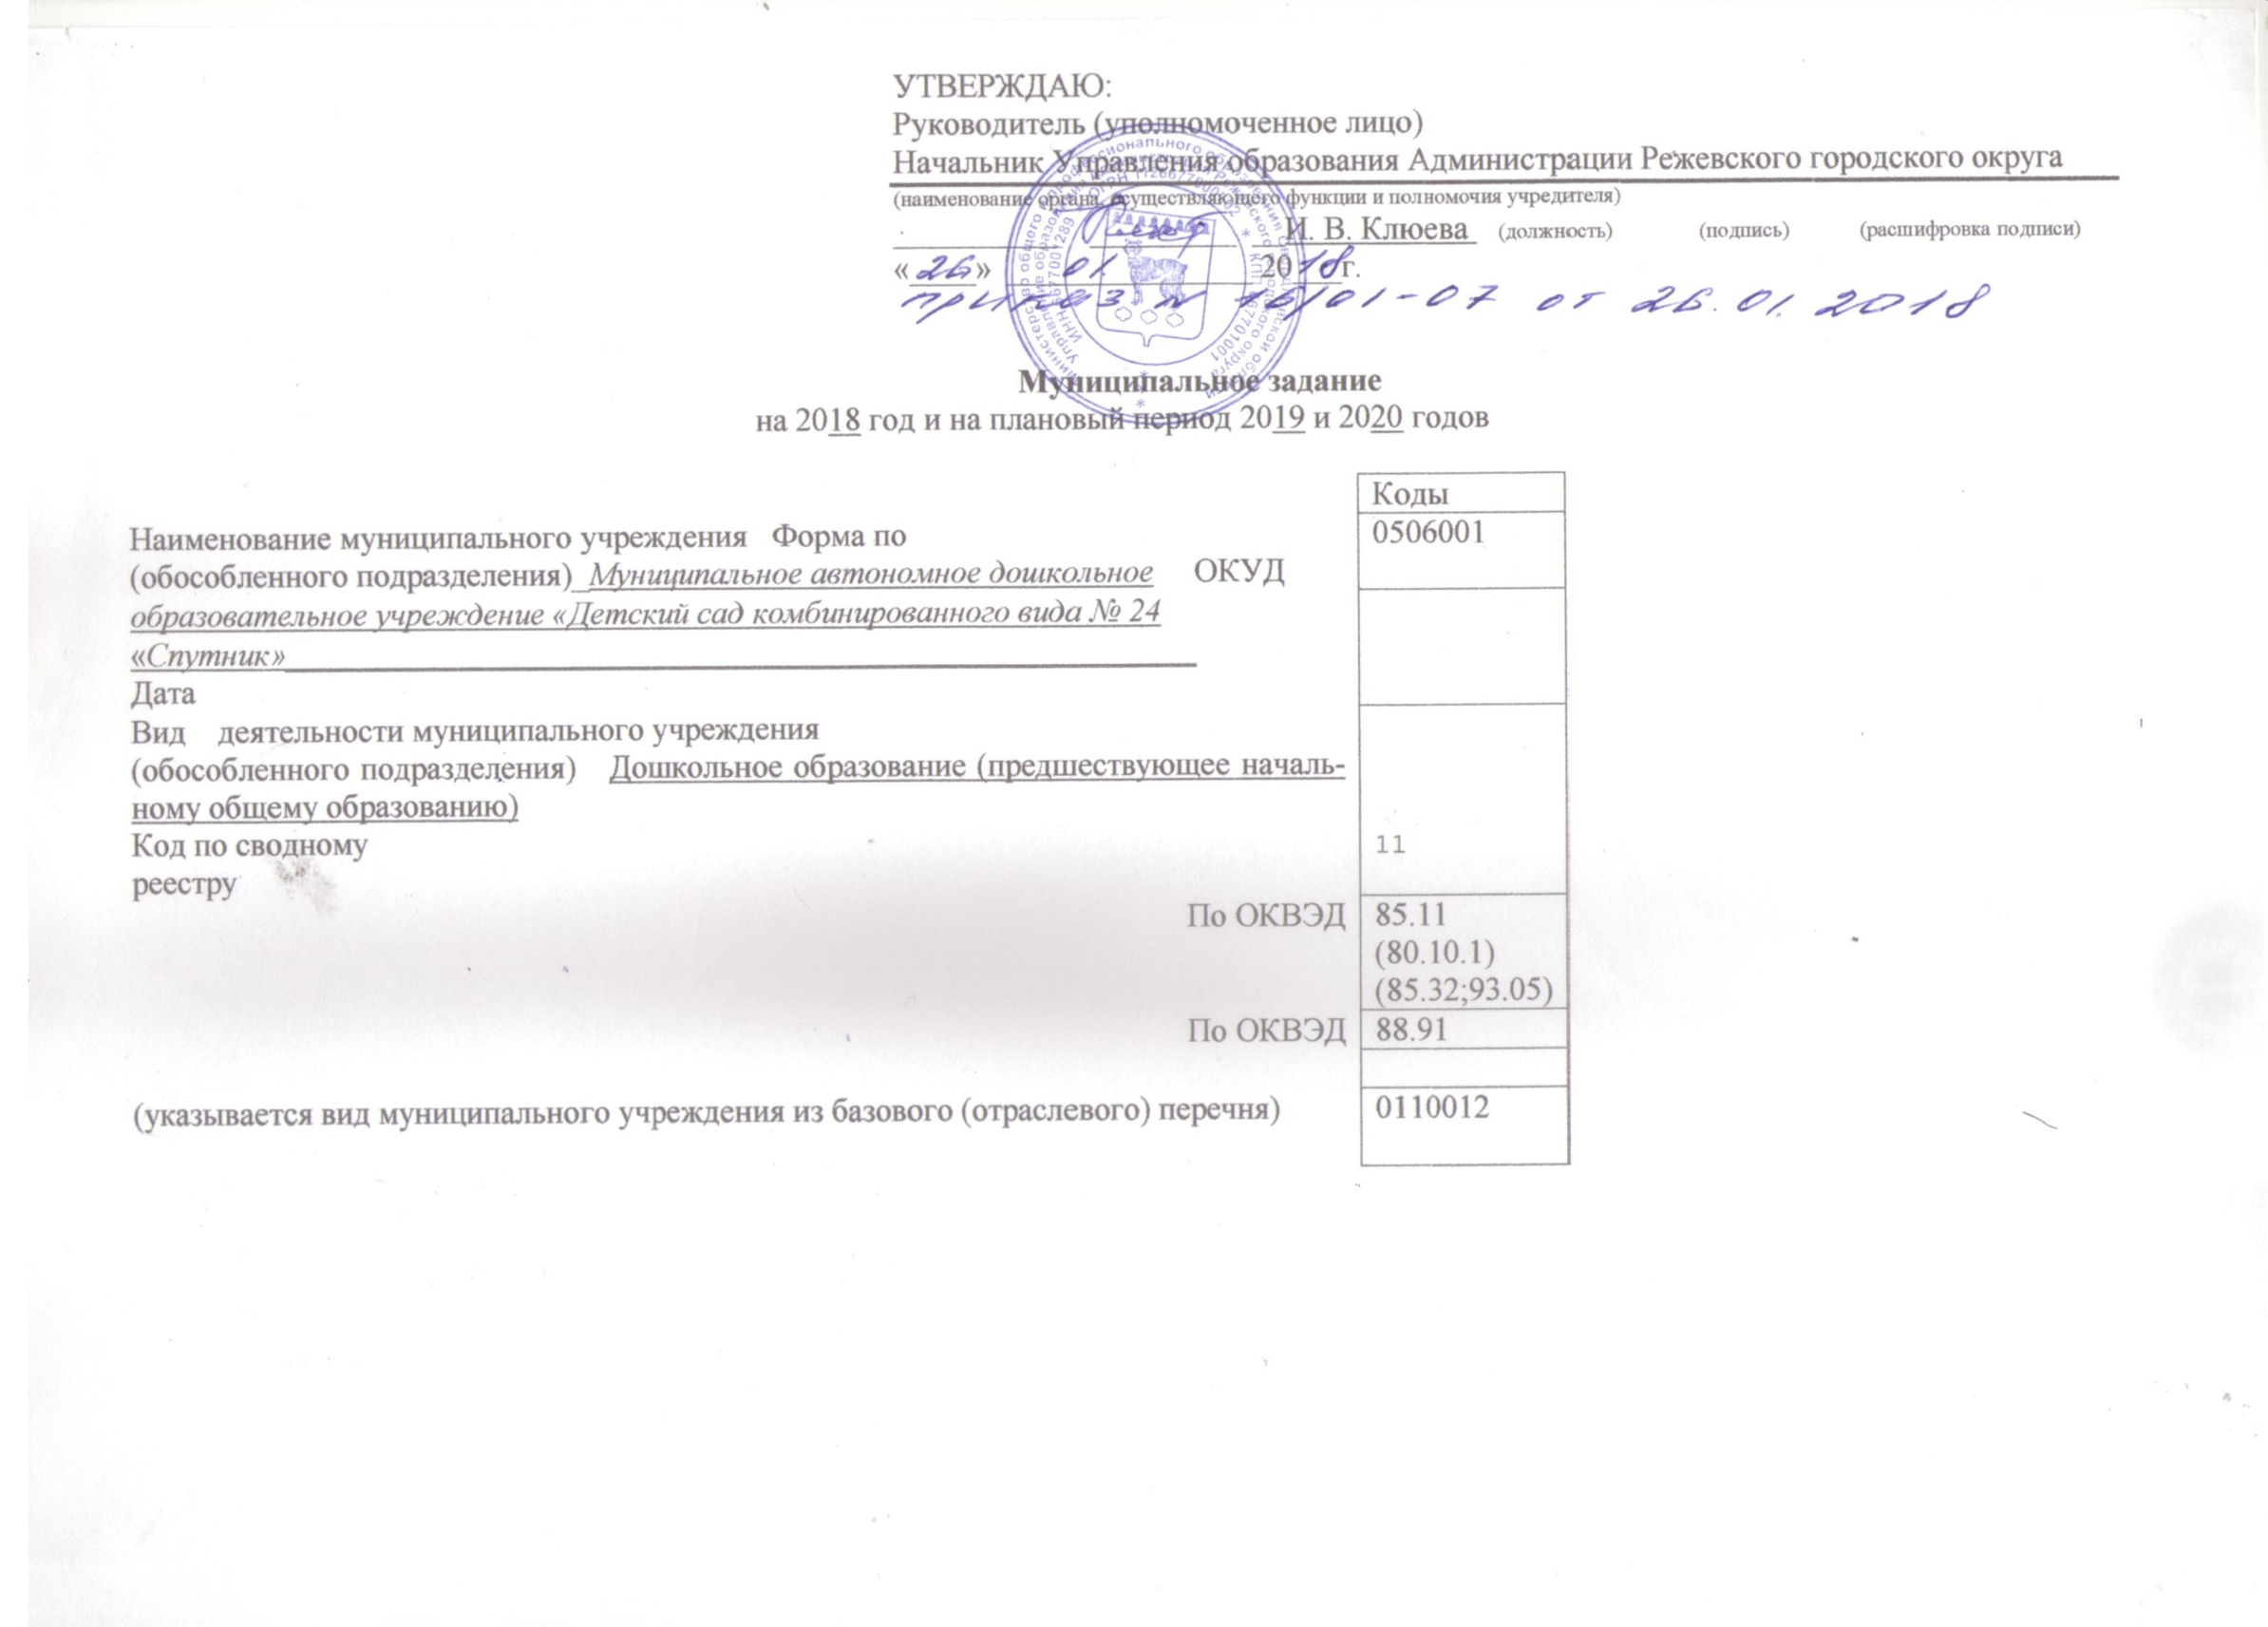 УТВЕРЖДАЮ:
Руководитель (уполномоченное лицо)
Начальник Управления образования Администрации Режевского городского округа
(наименование органа, осуществляющего функции и полномочия учредителя)
И. В. Клюева (должность) (подпись) (расшифровка подписи)
«26» 01. 2018г.
приказ № 16/01-07 от 26.01.2018
Муниципальное задание
на 2018 год и на плановый период 2019 и 2020 годов
Коды
Наименование муниципального учреждения Форма по 0506001
(обособленного подразделения) Муниципальное автономное дошкольное ОКУД
образовательное учреждение «Детский сад комбинированного вида № 24
«Спутник»
Дата
Вид деятельности муниципального учреждения
(обособленного подразделения) Дошкольное образование (предшествующее началь-
ному общему образованию)
Код по сводному 11
реестру
По ОКВЭД 85.11
(80.10.1)
(85.32;93.05)
По ОКВЭД 88.91
(указывается вид муниципального учреждения из базового (отраслевого) перечня) 0110012